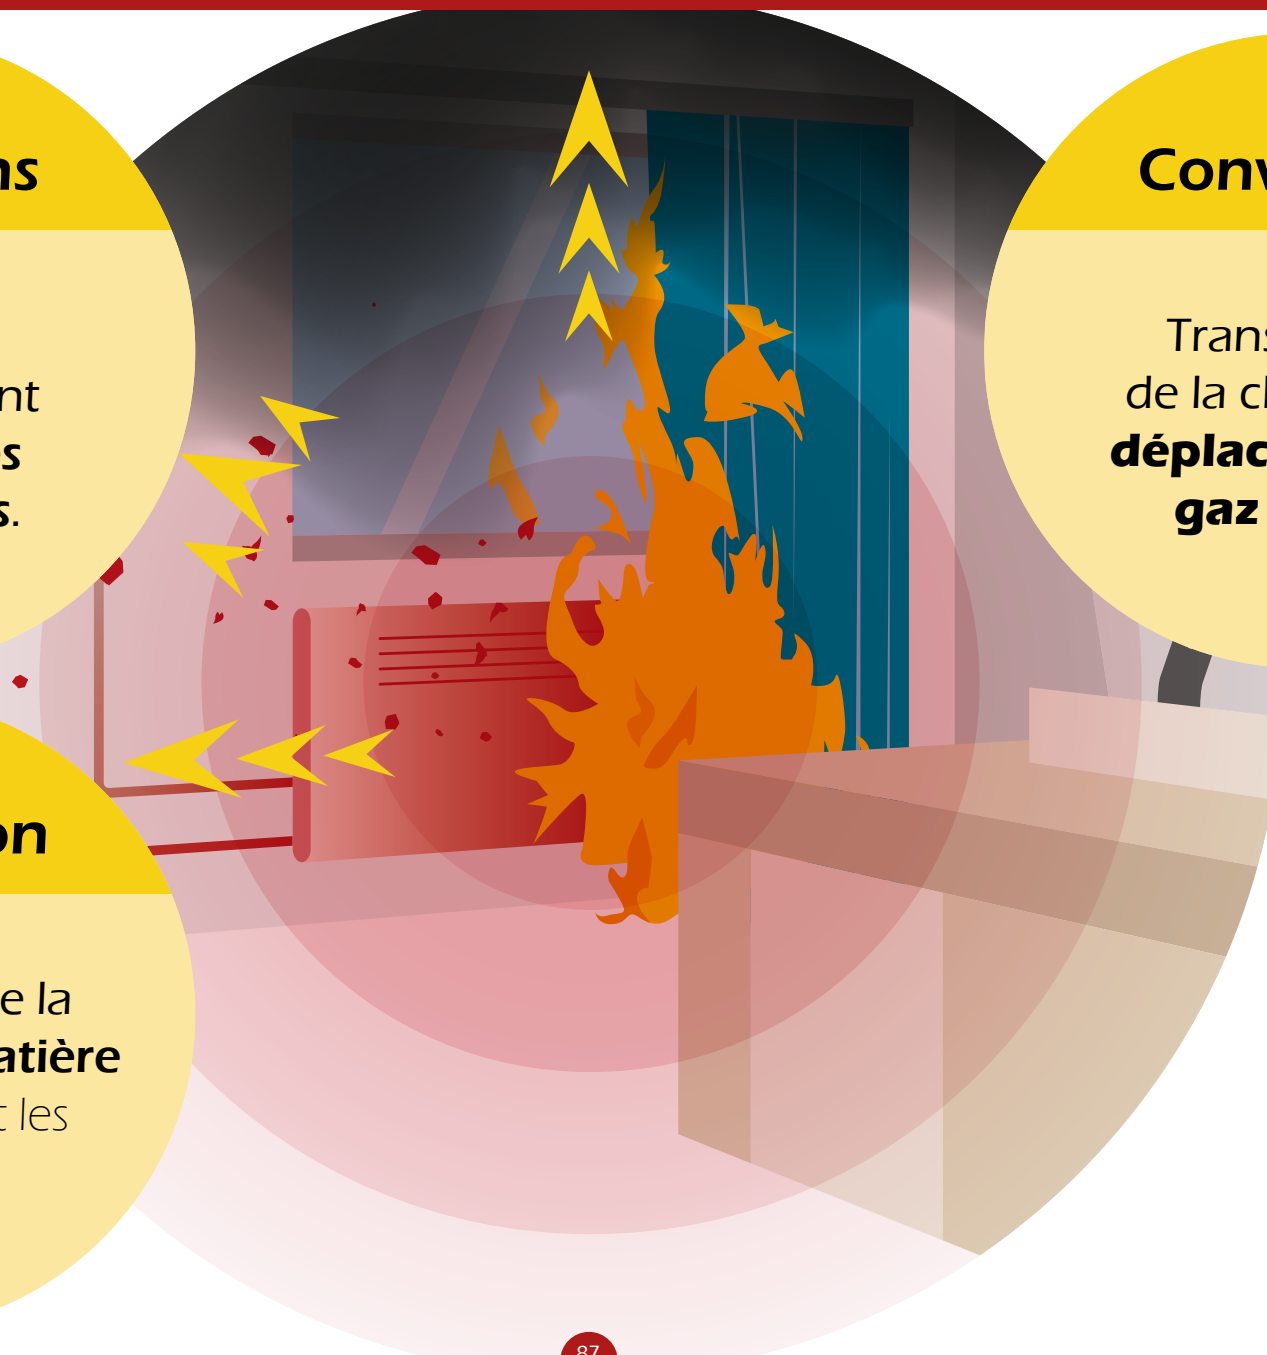 ns
nt
s
s.
Conv
Trans
de la c
déplac
gaz
on
e la
atière
t les
87